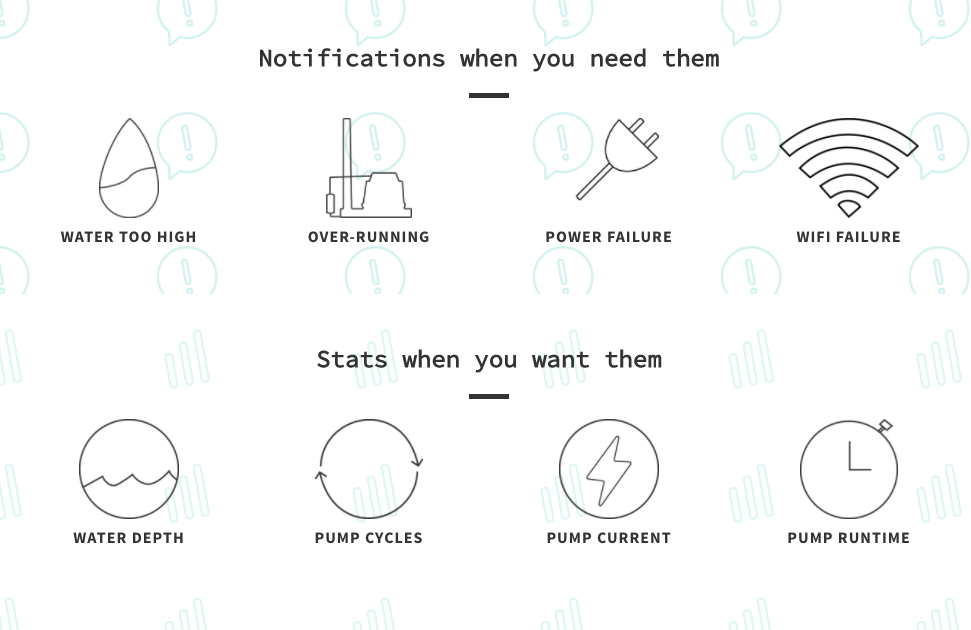 Notifications when you need them
WATER TOO HIGH
OVER-RUNNING
POWER FAILURE
WIFI FAILURE
Stats when you want them
WATER DEPTH
PUMP CYCLES
PUMP CURRENT
PUMP RUNTIME